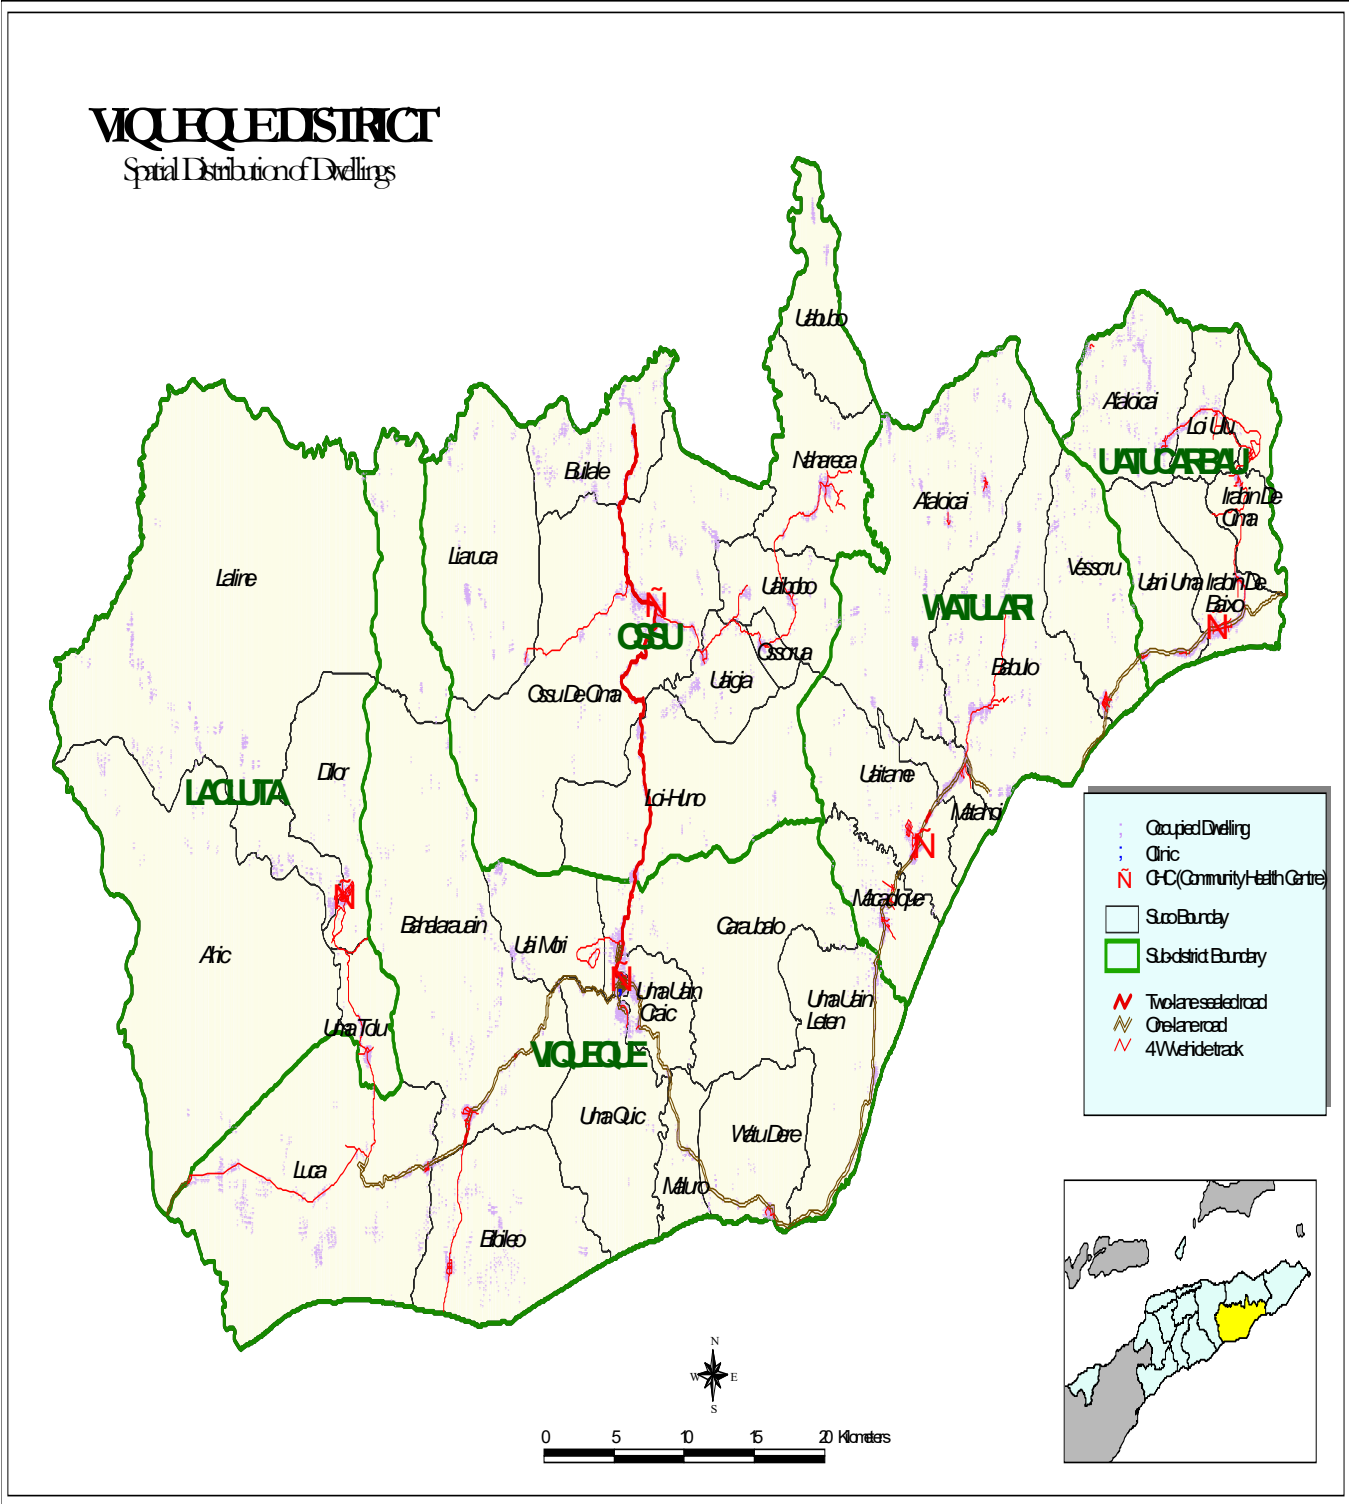 VIQUEQUE DISTRICT
Spatial Distribution of Dwellings
Uabubo
Afaloicai
Loi Ulu
UATUCARBAU
Builale
Nahareca
Afaloicai
Irabin De
Cima
Laline
Liaruca
Uaibobo
Vessoru
Uani Uma
Irabin De
Baixo
Ñ
Ñ
WATULARI
OSSU
Ossorua
Uaigia
Babulo
Ossu De Cima
Dilor
Uaitame
LACLUTA
Loi-Huno
Matahoi
Ñ
Ñ
Macadique
Bahalarauain
Uai Mori
Caraubalo
Ahic
Ñ
Uma Uain
Craic
Uma Uain
Leten
Uma Tolu
VIQUEQUE
Uma Quic
Watu Dere
Luca
Maluro
Bibileo
Occupied Dwelling
Clinic
Ñ CHC (Community Health Centre)
Suco Boundary
Sub-district Boundary
Two-lane sealed road
One-lane road
4W vehicle track
N
W E
S
0 5 10 15 20 Kilometers